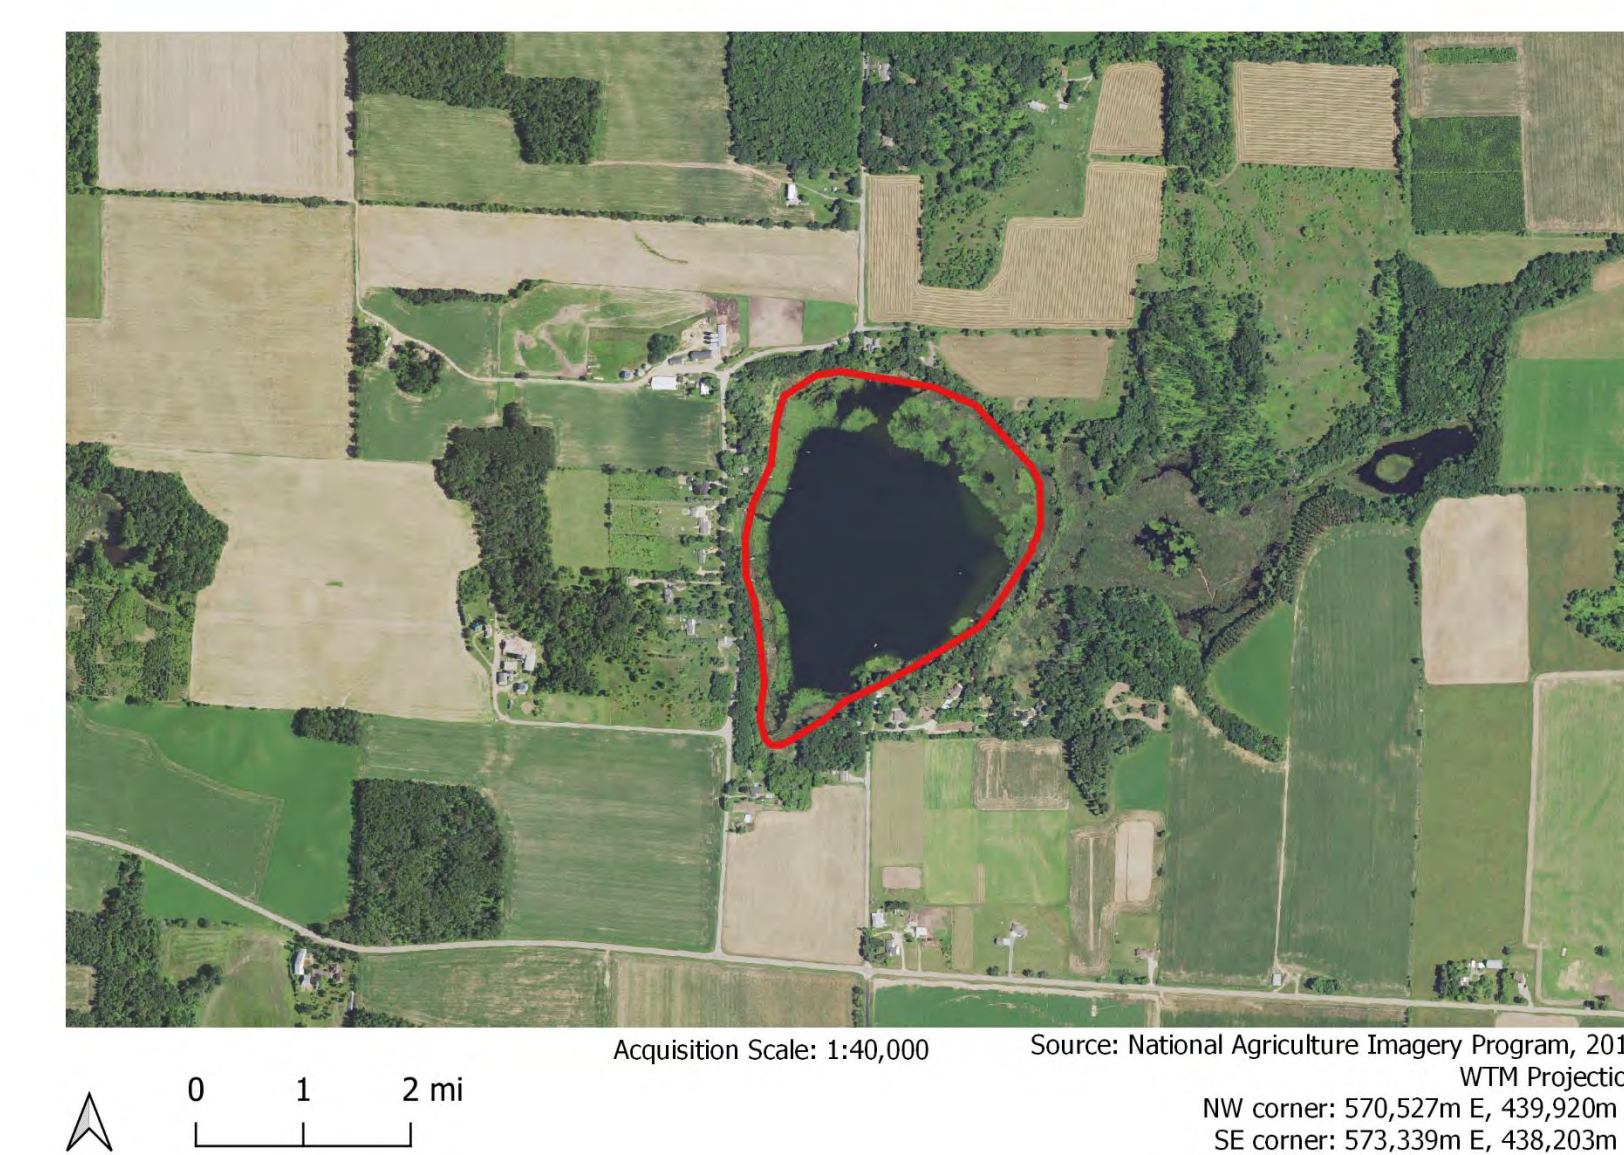 Acquisition Scale: 1:40,000
Source: National Agriculture Imagery Program, 201
WTM Projectio
NW corner: 570,527m E, 439,920m
SE corner: 573,339m E, 438,203m
0 1 2 mi